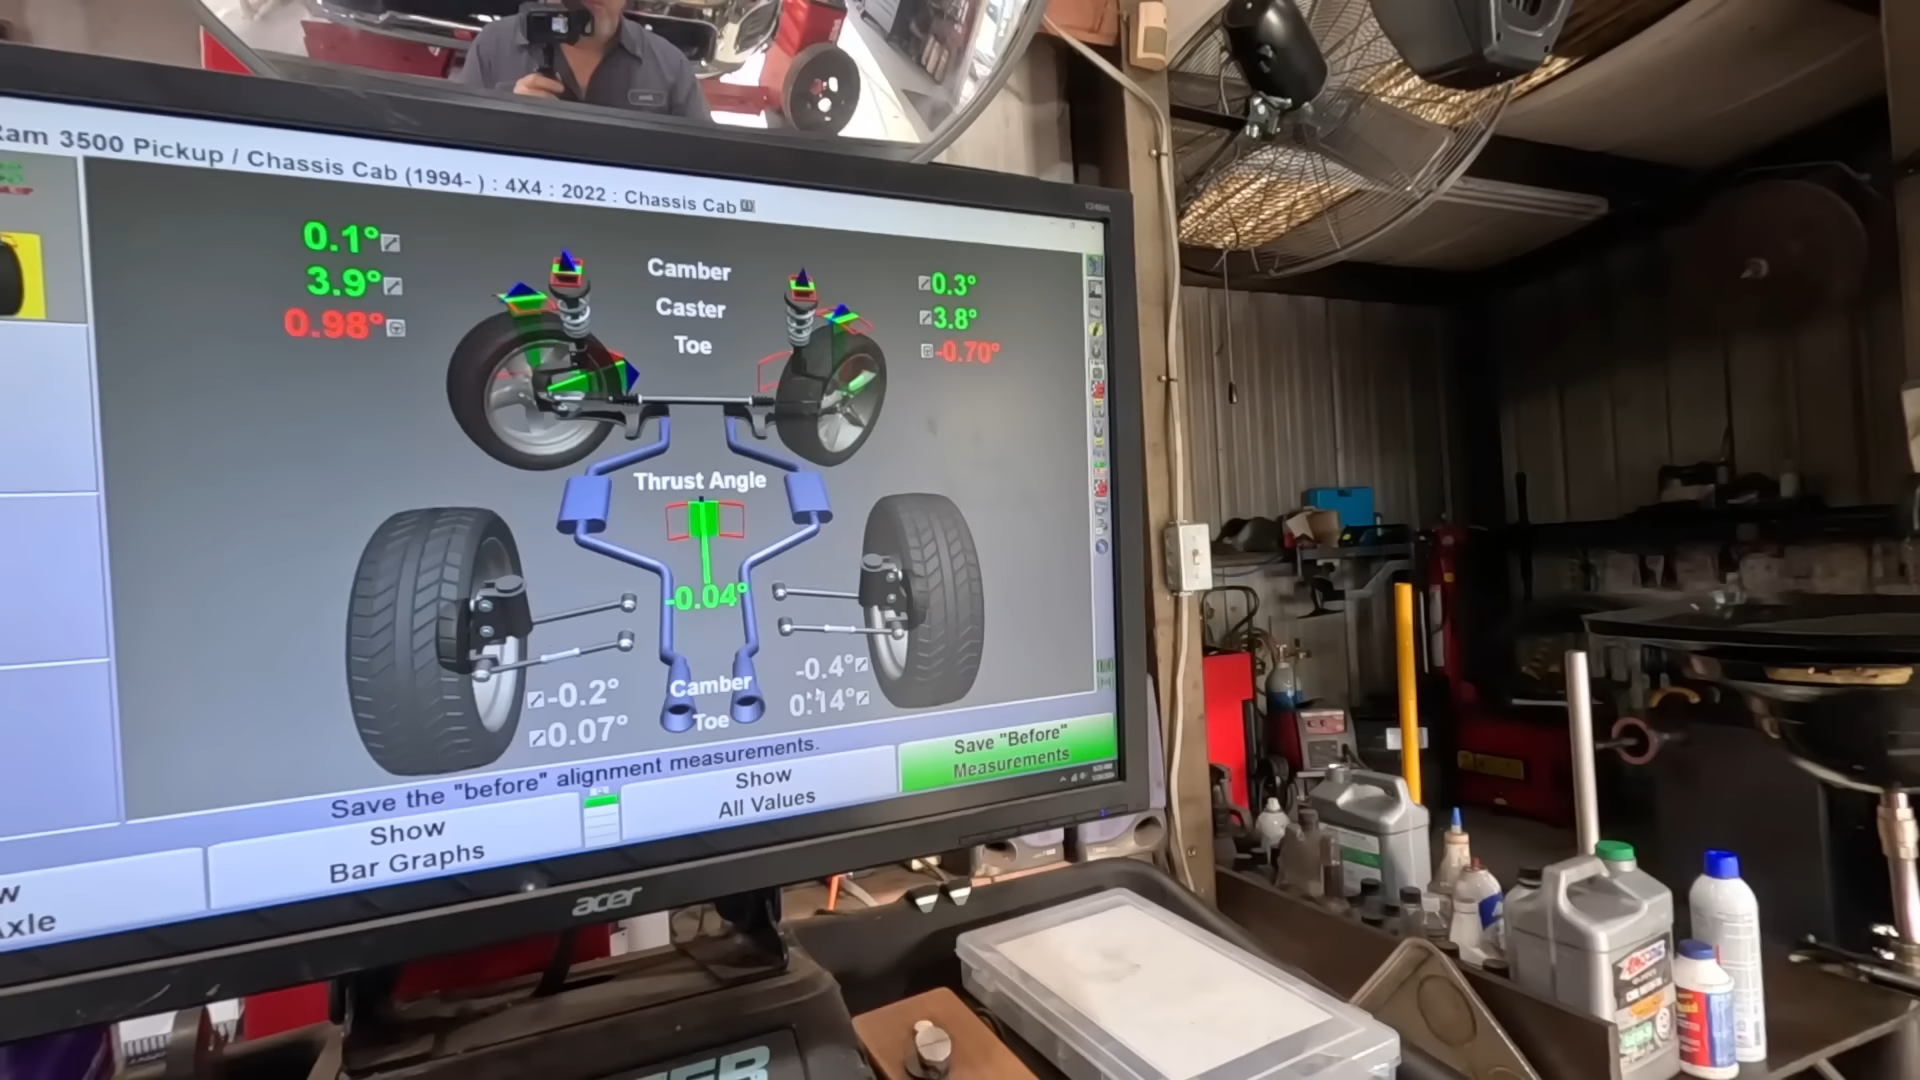 Ram 3500 Pickup / Chassis Cab (1994- ) : 4X4 : 2022 : Chassis Cab
0.1° Camber 0.3°
3.9° Caster 3.8°
0.98° Toe -0.70°
Thrust Angle
-0.04°
-0.2° Camber -0.4°
0.07° Toe 0.14°
Save the "before" alignment measurements.
Show
Bar Graphs
Show
All Values
Save "Before"
Measurements
acer